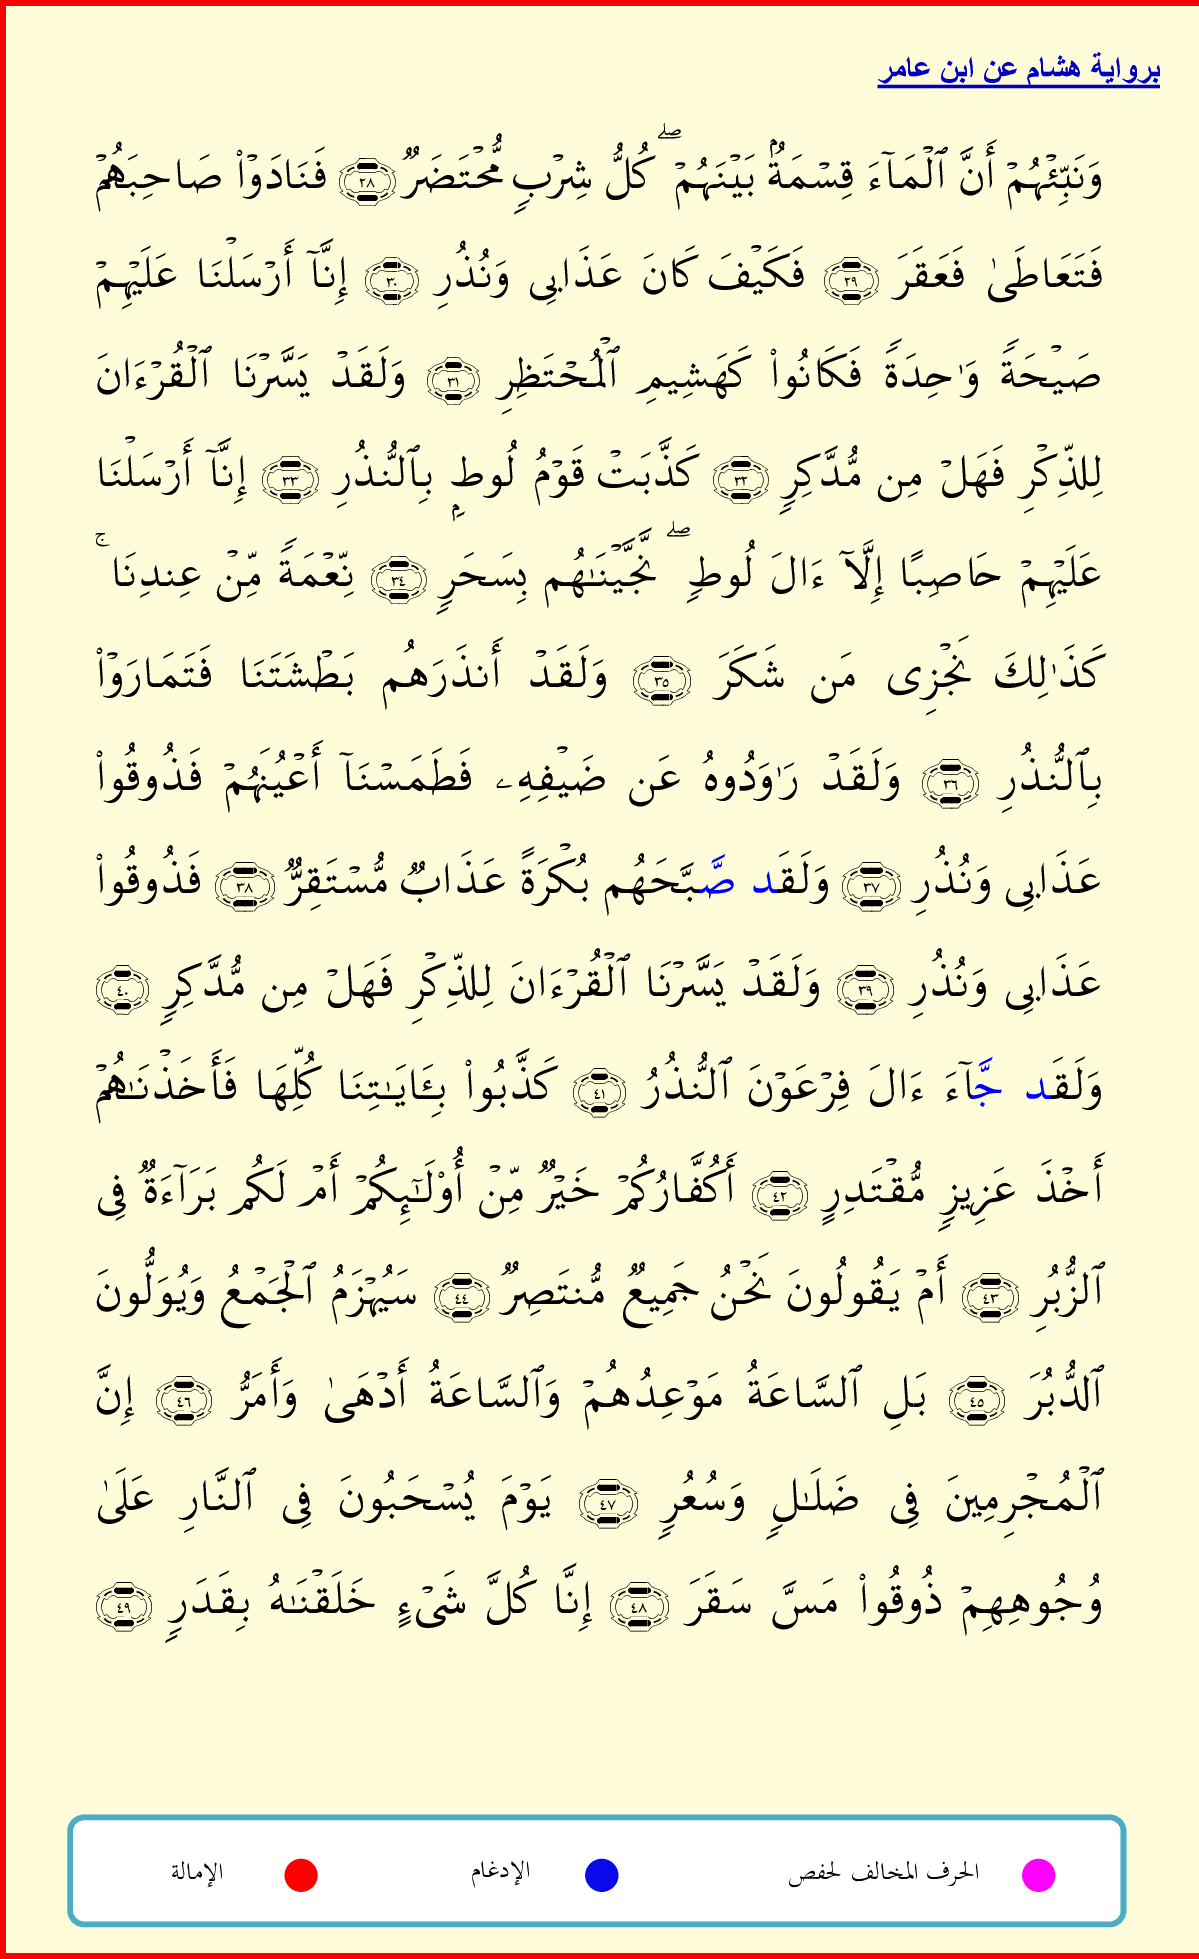 برواية هشام عن ابن عامر
وَنَبِّئْهُمْ أَنَّ ٱلْمَآءَ قِسْمَةٌۢ بَيْنَهُمْ ۖ كُلُّ شِرْبٍ مُّحْتَضَرٌ ٢٨ فَنَادَوْا۟ صَاحِبَهُمْ
فَتَعَاطَىٰ فَعَقَرَ ٢٩ فَكَيْفَ كَانَ عَذَابِى وَنُذُرِ ٣٠ إِنَّآ أَرْسَلْنَا عَلَيْهِمْ
صَيْحَةً وَٰحِدَةً فَكَانُوا۟ كَهَشِيمِ ٱلْمُحْتَظِرِ ٣١ وَلَقَدْ يَسَّرْنَا ٱلْقُرْءَانَ
لِلذِّكْرِ فَهَلْ مِن مُّدَّكِرٍ ٣٢ كَذَّبَتْ قَوْمُ لُوطٍۭ بِٱلنُّذُرِ ٣٣ إِنَّآ أَرْسَلْنَا
عَلَيْهِمْ حَاصِبًا إِلَّآ ءَالَ لُوطٍ ۖ نَّجَّيْنَـٰهُم بِسَحَرٍ ٣٤ نِّعْمَةً مِّنْ عِندِنَا ۚ
كَذَٰلِكَ نَجْزِى مَن شَكَرَ ٣٥ وَلَقَدْ أَنذَرَهُم بَطْشَتَنَا فَتَمَارَوْا۟
بِٱلنُّذُرِ ٣٦ وَلَقَدْ رَٰوَدُوهُ عَن ضَيْفِهِۦ فَطَمَسْنَآ أَعْيُنَهُمْ فَذُوقُوا۟
عَذَابِى وَنُذُرِ ٣٧ وَلَقَد صَّبَّحَهُم بُكْرَةً عَذَابٌ مُّسْتَقِرٌّ ٣٨ فَذُوقُوا۟
عَذَابِى وَنُذُرِ ٣٩ وَلَقَدْ يَسَّرْنَا ٱلْقُرْءَانَ لِلذِّكْرِ فَهَلْ مِن مُّدَّكِرٍ ٤٠
وَلَقَد جَّآءَ ءَالَ فِرْعَوْنَ ٱلنُّذُرُ ٤١ كَذَّبُوا۟ بِـَٔايَـٰتِنَا كُلِّهَا فَأَخَذْنَـٰهُمْ
أَخْذَ عَزِيزٍ مُّقْتَدِرٍ ٤٢ أَكُفَّارُكُمْ خَيْرٌ مِّنْ أُو۟لَـٰٓئِكُمْ أَمْ لَكُم بَرَآءَةٌ فِى
ٱلزُّبُرِ ٤٣ أَمْ يَقُولُونَ نَحْنُ جَمِيعٌ مُّنتَصِرٌ ٤٤ سَيُهْزَمُ ٱلْجَمْعُ وَيُوَلُّونَ
ٱلدُّبُرَ ٤٥ بَلِ ٱلسَّاعَةُ مَوْعِدُهُمْ وَٱلسَّاعَةُ أَدْهَىٰ وَأَمَرُّ ٤٦ إِنَّ
ٱلْمُجْرِمِينَ فِى ضَلَـٰلٍ وَسُعُرٍ ٤٧ يَوْمَ يُسْحَبُونَ فِى ٱلنَّارِ عَلَىٰ
وُجُوهِهِمْ ذُوقُوا۟ مَسَّ سَقَرَ ٤٨ إِنَّا كُلَّ شَىْءٍ خَلَقْنَـٰهُ بِقَدَرٍ ٤٩
الحرف المخالف لحفص الإدغام الإمالة